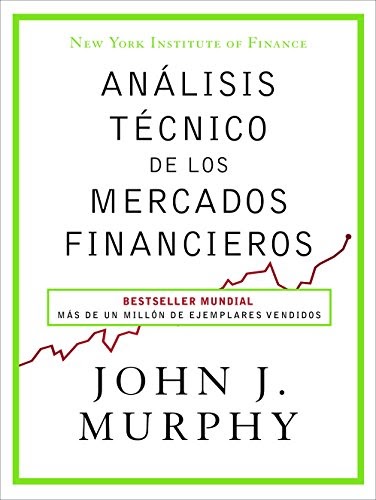 New York Institute of Finance
ANÁLISIS
TÉCNICO
DE LOS
MERCADOS
FINANCIEROS
BESTSELLER MUNDIAL
MÁS DE UN MILLÓN DE EJEMPLARES VENDIDOS
JOHN J.
MURPHY